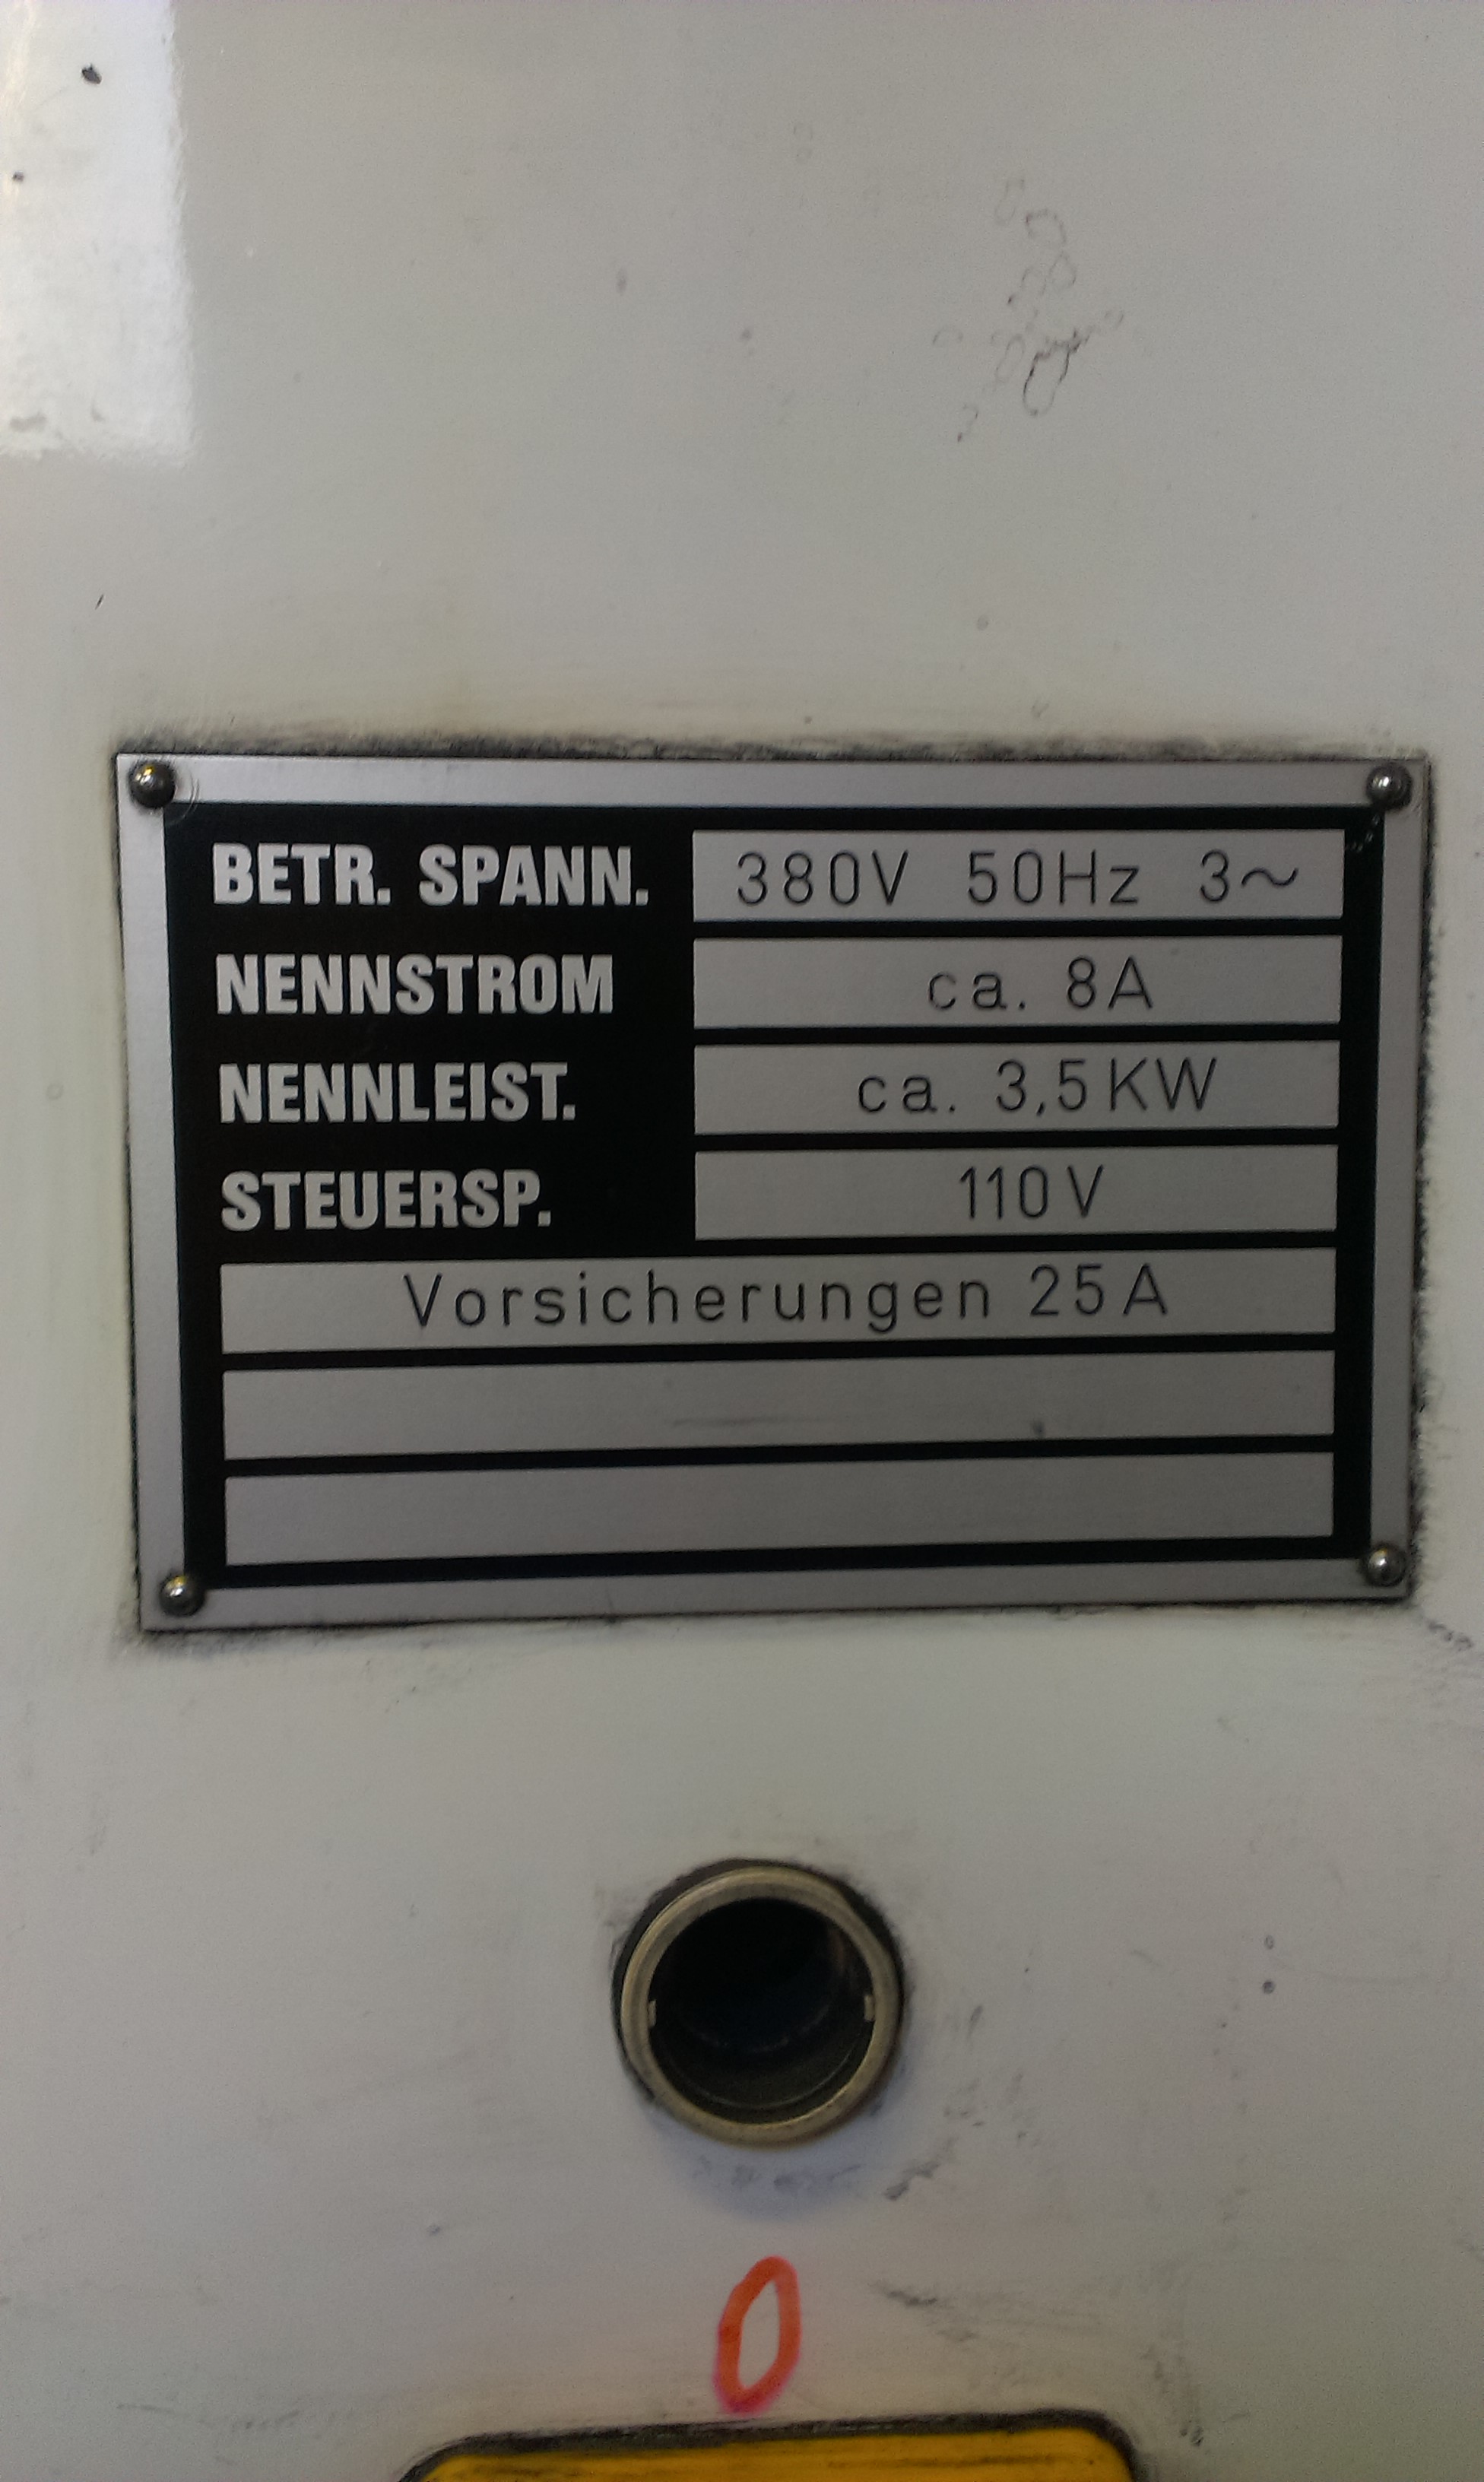 BETR. SPANN. 380V 50Hz 3~
NENNSTROM ca. 8A
NENNLEIST. ca. 3,5KW
STEUERSP. 110V
Vorsicherungen 25A
0